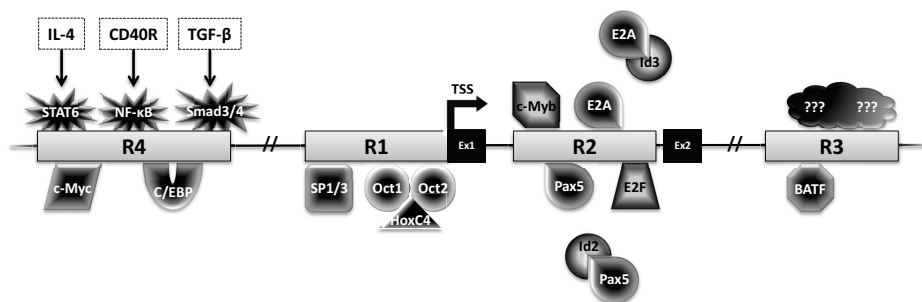 IL-4 CD40R TGF-β E2A
Id3
TSS
STAT6 NF-κB Smad3/4 c-Myb E2A ??? ???
R4 // R1 Ex1 R2 Ex2 // R3
c-Myc C/EBP SP1/3 Oct1 Oct2 Pax5 E2F BATF
HoxC4
Id2
Pax5